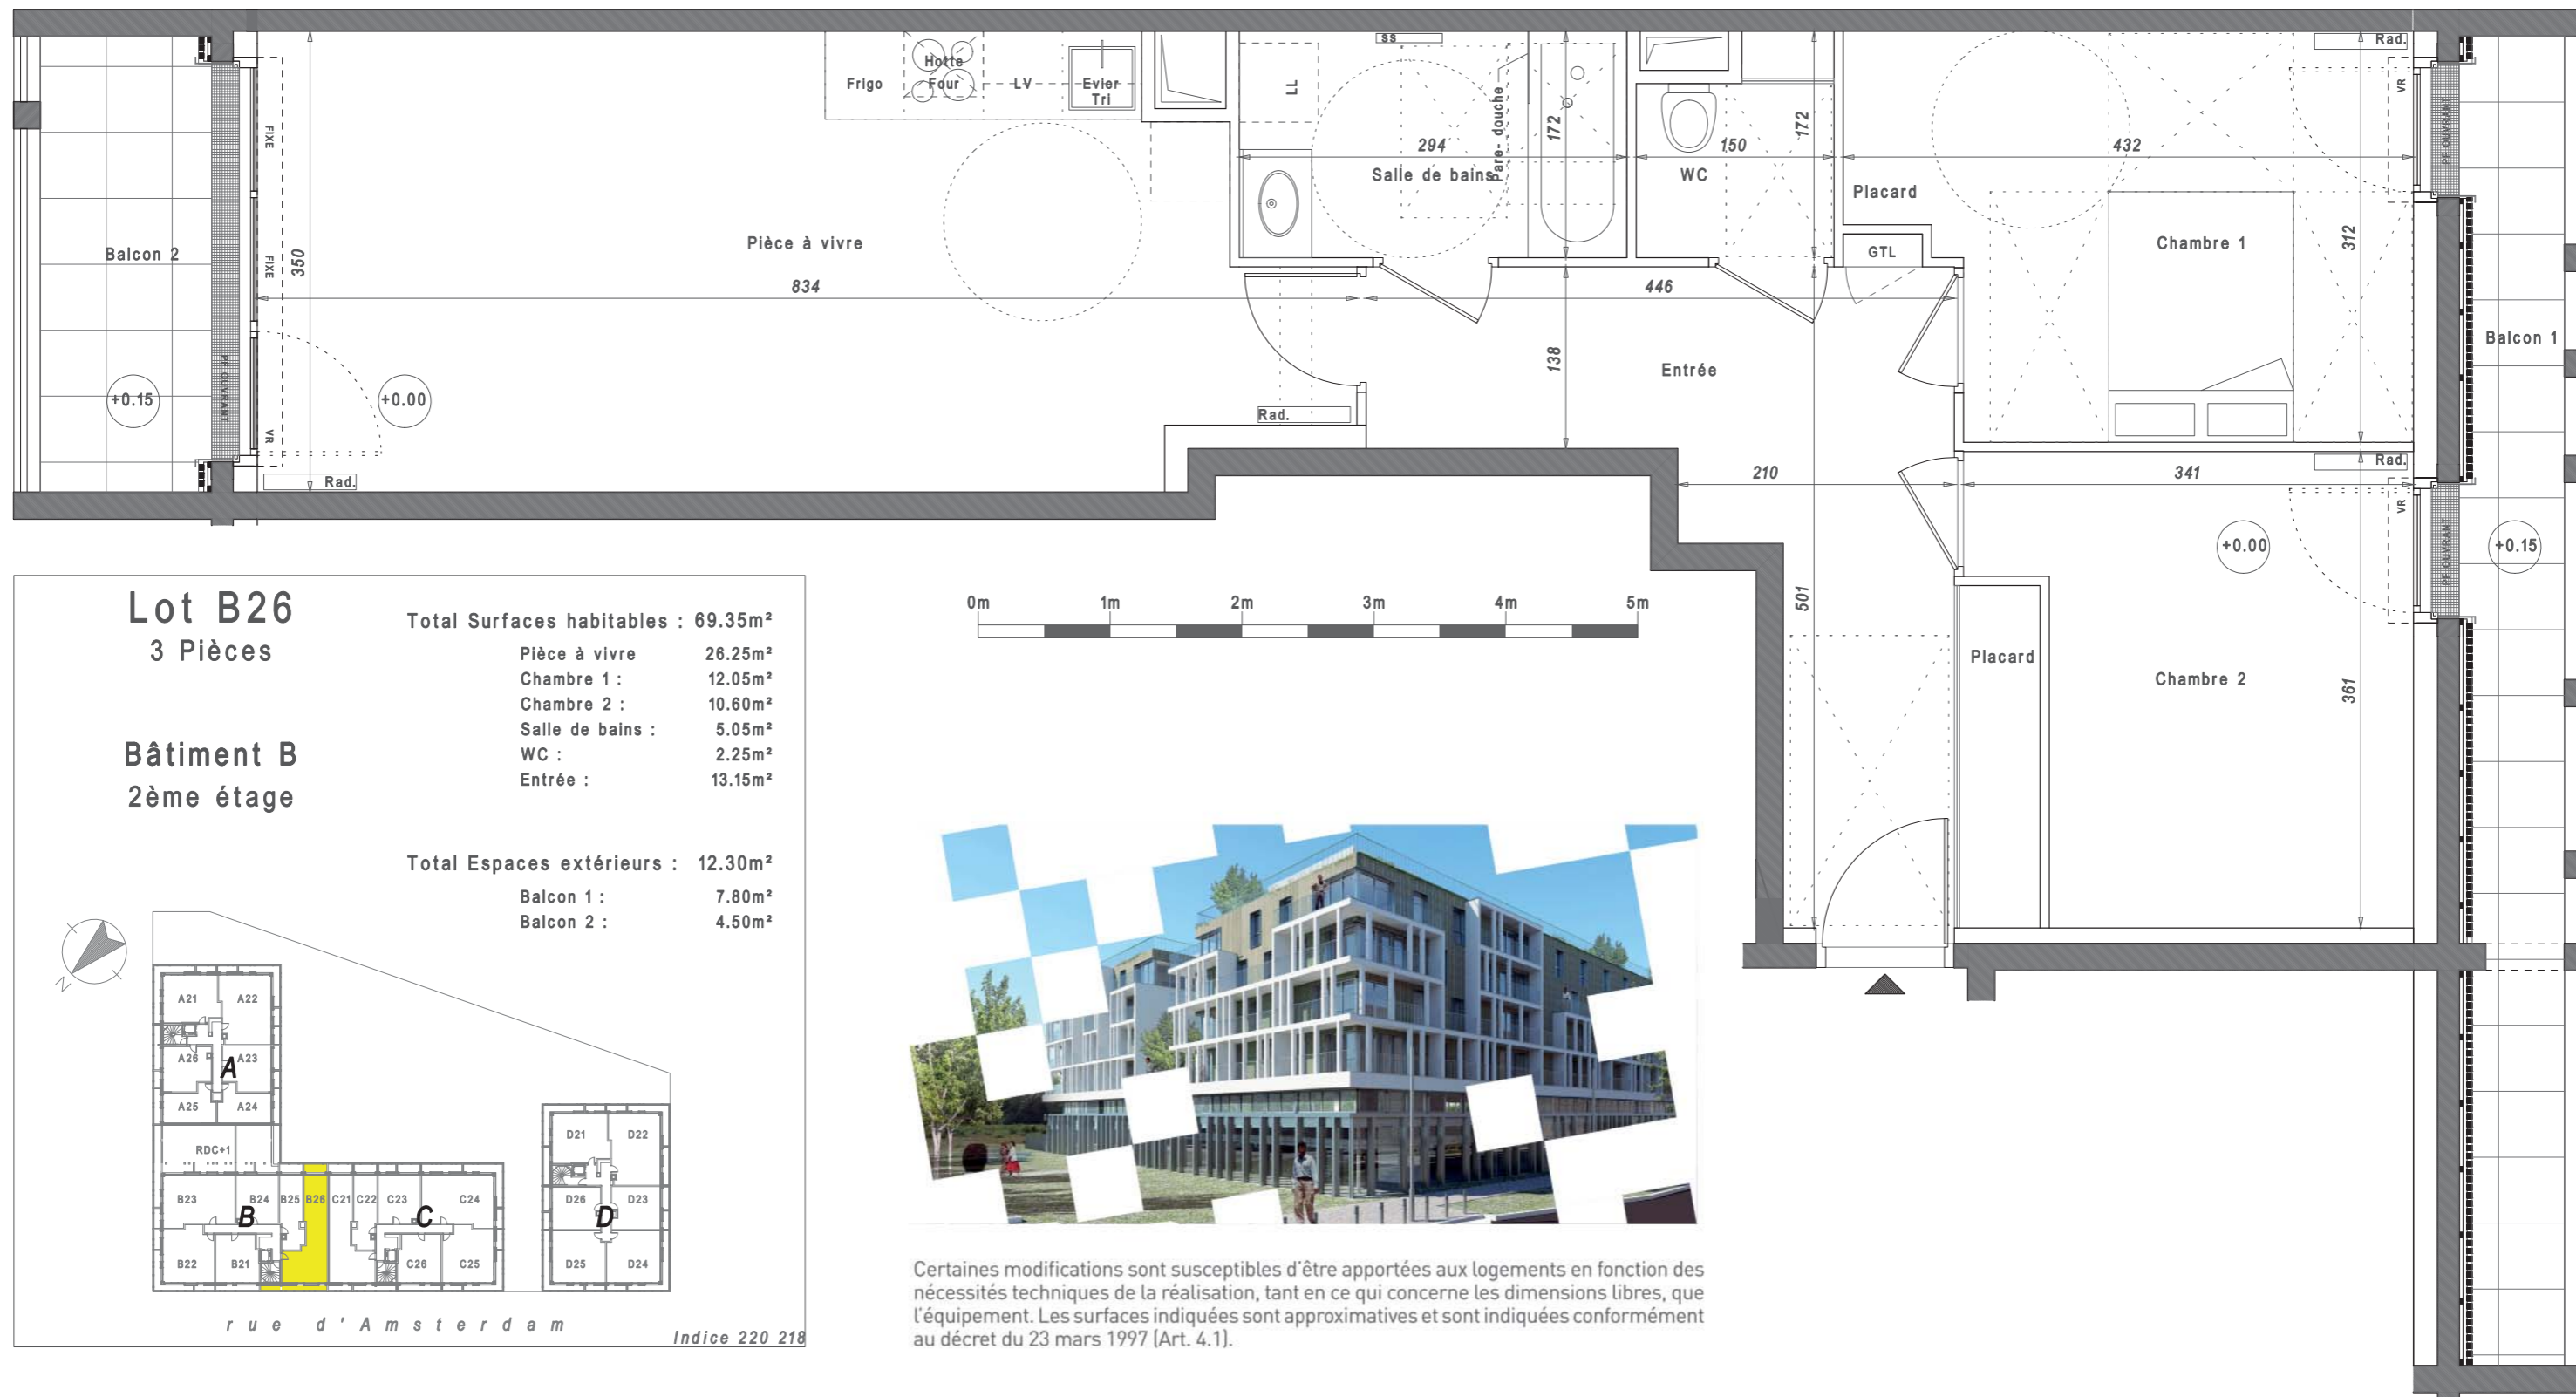 Rad.
Hotte
Frigo
Four
LV
Evier
Tri
SS
LL
Pare-douche
172
172
VR
PF OUVRANT
FIXE
294
150
432
Salle de bains
WC
Placard
Balcon 2
Pièce à vivre
FIXE
350
GTL
Chambre 1
312
834
446
Balcon 1
138
Entrée
PF OUVRANT
+0.15
+0.00
Rad.
VR
Rad.
Rad.
210
341
VR
PF OUVRANT
+0.00
+0.15
501
Placard
Chambre 2
361
0m 1m 2m 3m 4m 5m
Lot B26
3 Pièces
Bâtiment B
2ème étage
Total Surfaces habitables : 69.35m²
Pièce à vivre 26.25m²
Chambre 1 : 12.05m²
Chambre 2 : 10.60m²
Salle de bains : 5.05m²
WC : 2.25m²
Entrée : 13.15m²
Total Espaces extérieurs : 12.30m²
Balcon 1 : 7.80m²
Balcon 2 : 4.50m²
N
A21 A22
A26 A23
A
A25 A24
RDC+1
D21 D22
B23 B24 B25 B26 C21 C22 C23 C24
D26 D23
B C D
B22 B21 C26 C25
D25 D24
rue d'Amsterdam
Indice 220 218
Certaines modifications sont susceptibles d'être apportées aux logements en fonction des
nécessités techniques de la réalisation, tant en ce qui concerne les dimensions libres, que
l'équipement. Les surfaces indiquées sont approximatives et sont indiquées conformément
au décret du 23 mars 1997 (Art. 4.1).